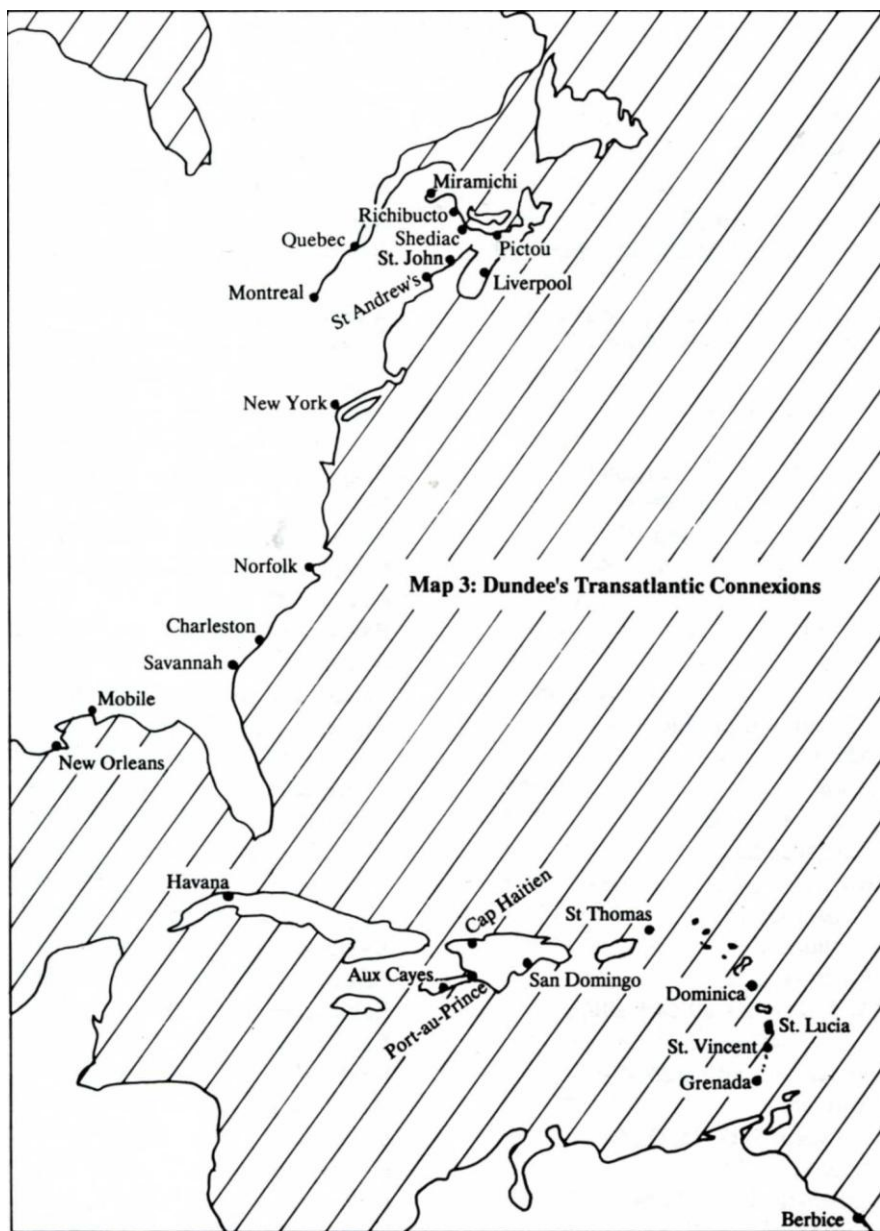 Miramichi
Richibucto
Quebec
Shediac
Pictou
St. John
Liverpool
St Andrew's
Montreal
New York
Norfolk
Map 3: Dundee's Transatlantic Connexions
Charleston
Savannah
Mobile
New Orleans
Havana
Cap Haitien
St Thomas
Aux Cayes
San Domingo
Port-au-Prince
Dominica
St. Lucia
St. Vincent
Grenada
Berbice